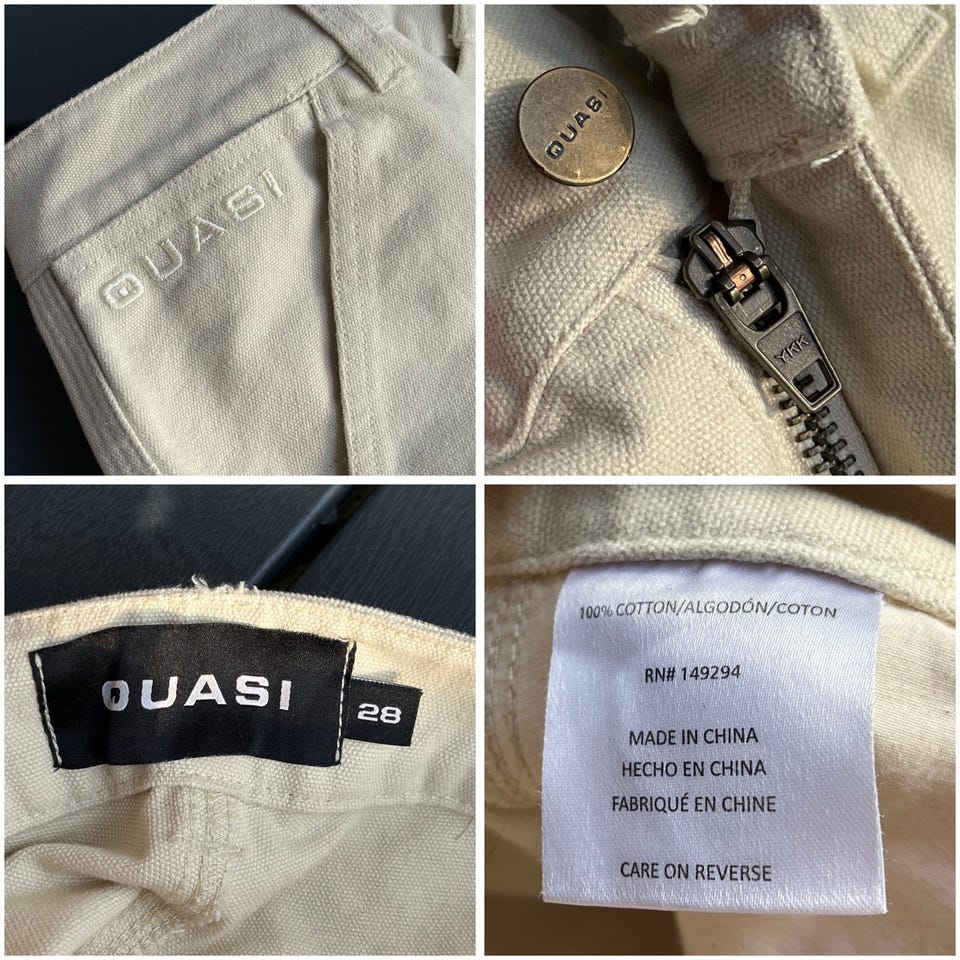 QUASI
QUASI
YKK
QUASI
28
100% COTTON/ALGODÓN/COTON
RN# 149294
MADE IN CHINA
HECHO EN CHINA
FABRIQUÉ EN CHINE
CARE ON REVERSE